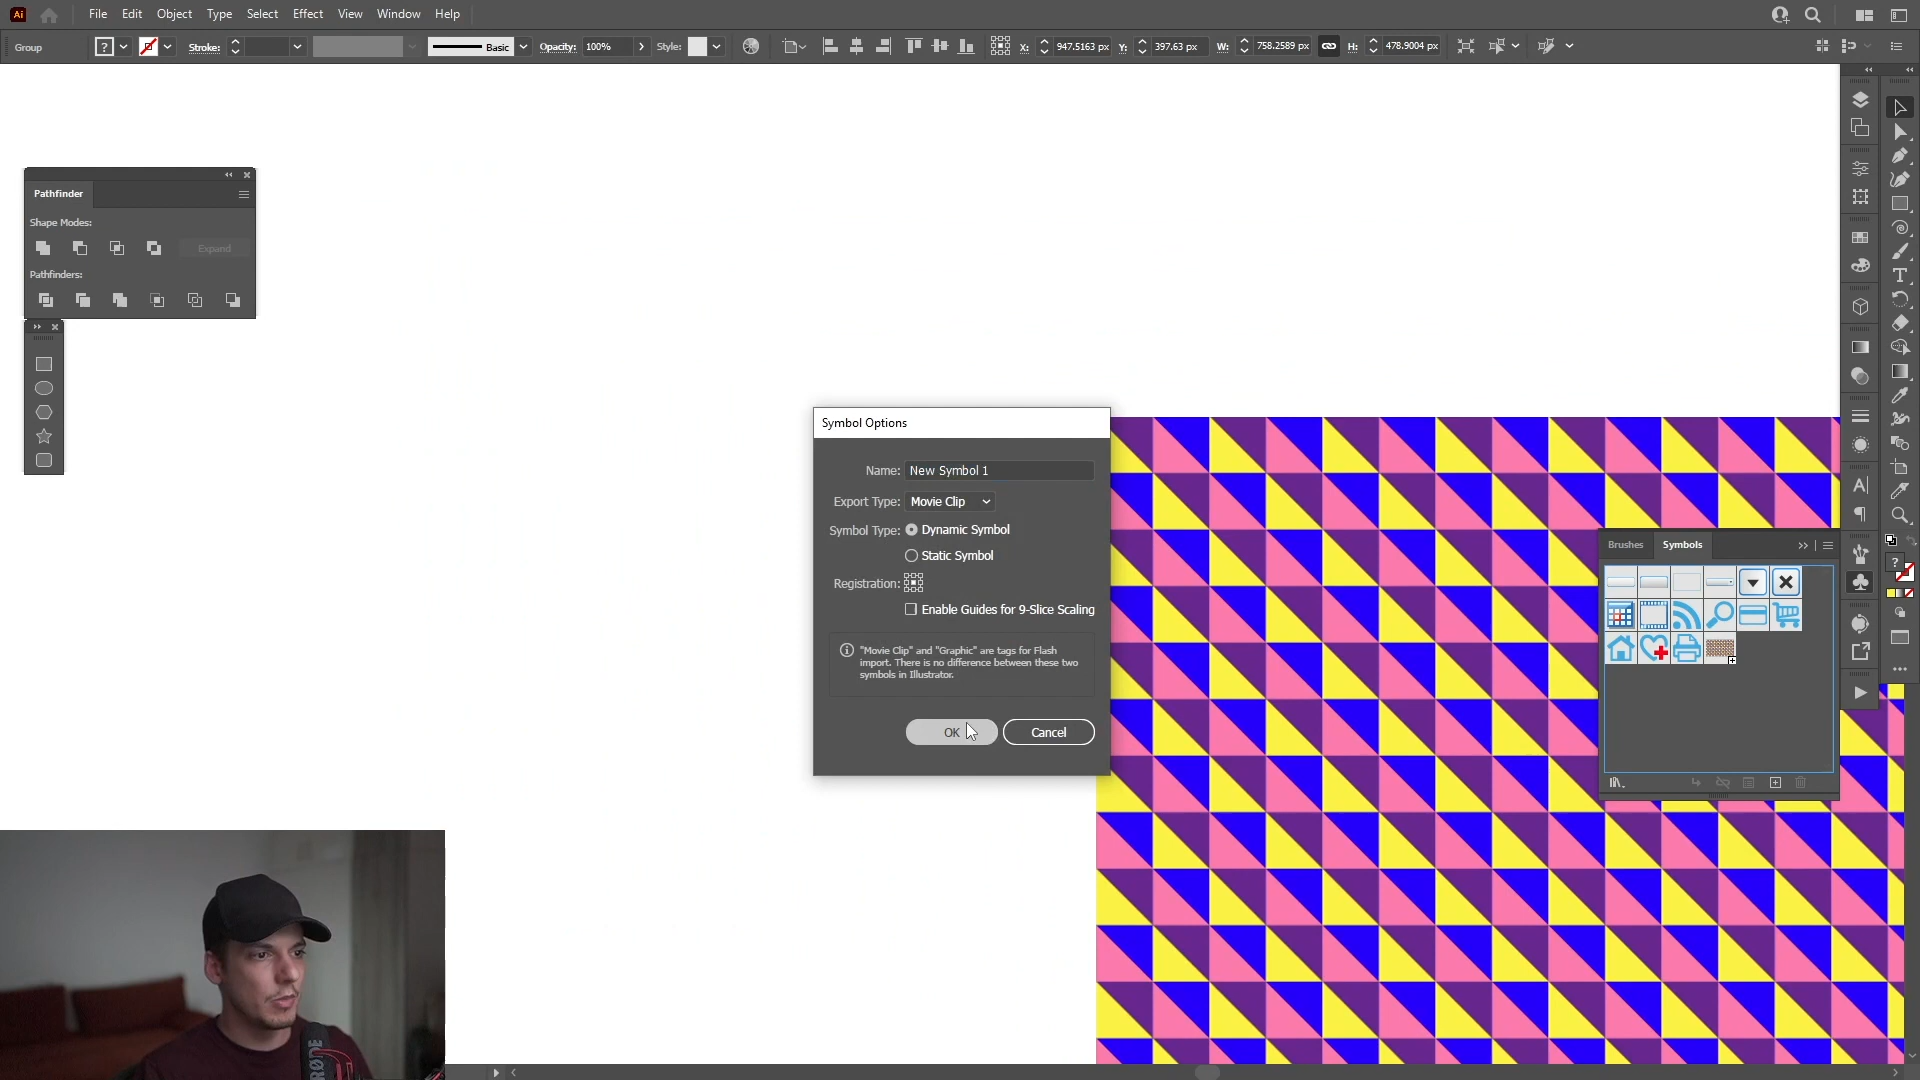 Ai File Edit Object Type Select Effect View Window Help
Group ? Stroke: Basic Opacity: 100% Style: X: 947.5163 px Y: 397.63 px W: 758.2589 px H: 478.9004 px
Pathfinder
Shape Modes:
Expand
Pathfinders:
Symbol Options
Name: New Symbol 1
Export Type: Movie Clip
Symbol Type: Dynamic Symbol
Static Symbol
Registration:
Enable Guides for 9-Slice Scaling
"Movie Clip" and "Graphic" are tags for Flash
import. There is no difference between these two
symbols in Illustrator.
OK Cancel
Brushes Symbols
?
RØDE